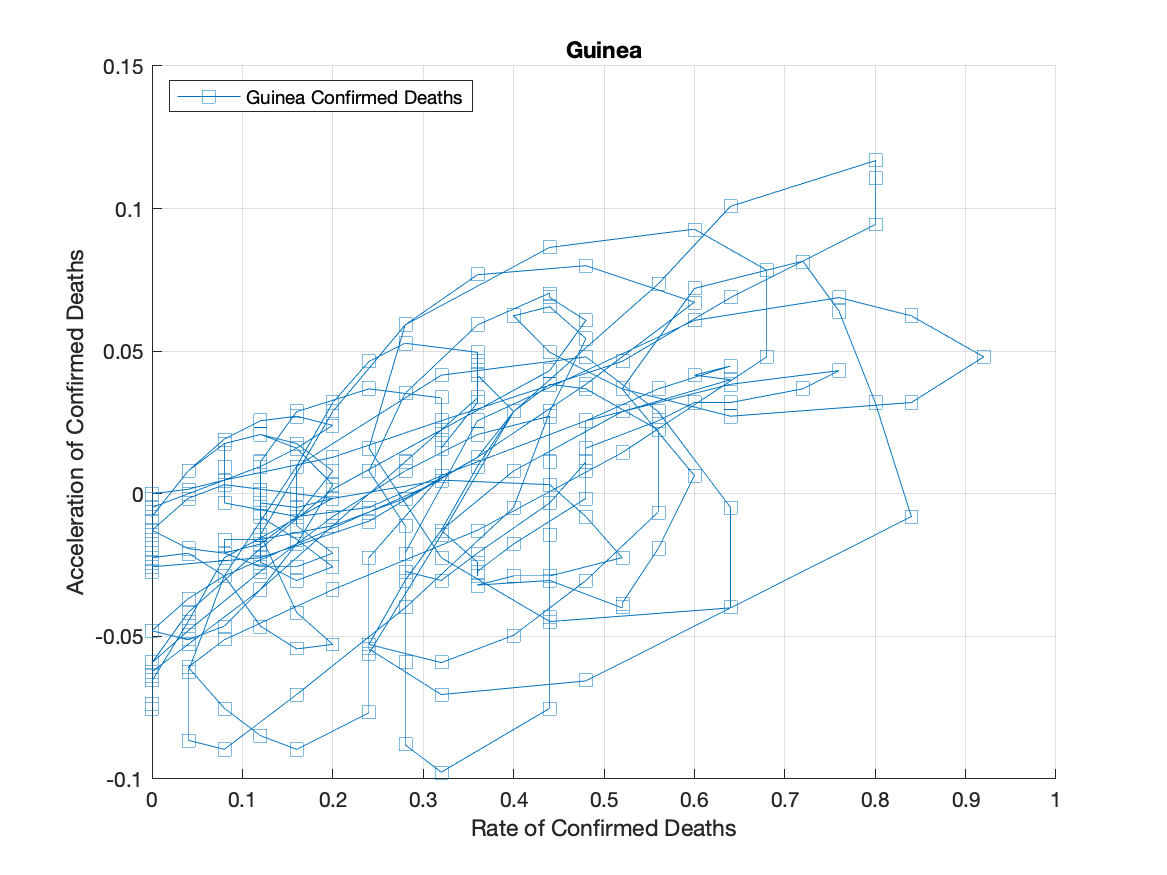 Guinea
0.15
Guinea Confirmed Deaths
0.1
0.05
0
-0.05
-0.1
Acceleration of Confirmed Deaths
0 0.1 0.2 0.3 0.4 0.5 0.6 0.7 0.8 0.9 1
Rate of Confirmed Deaths